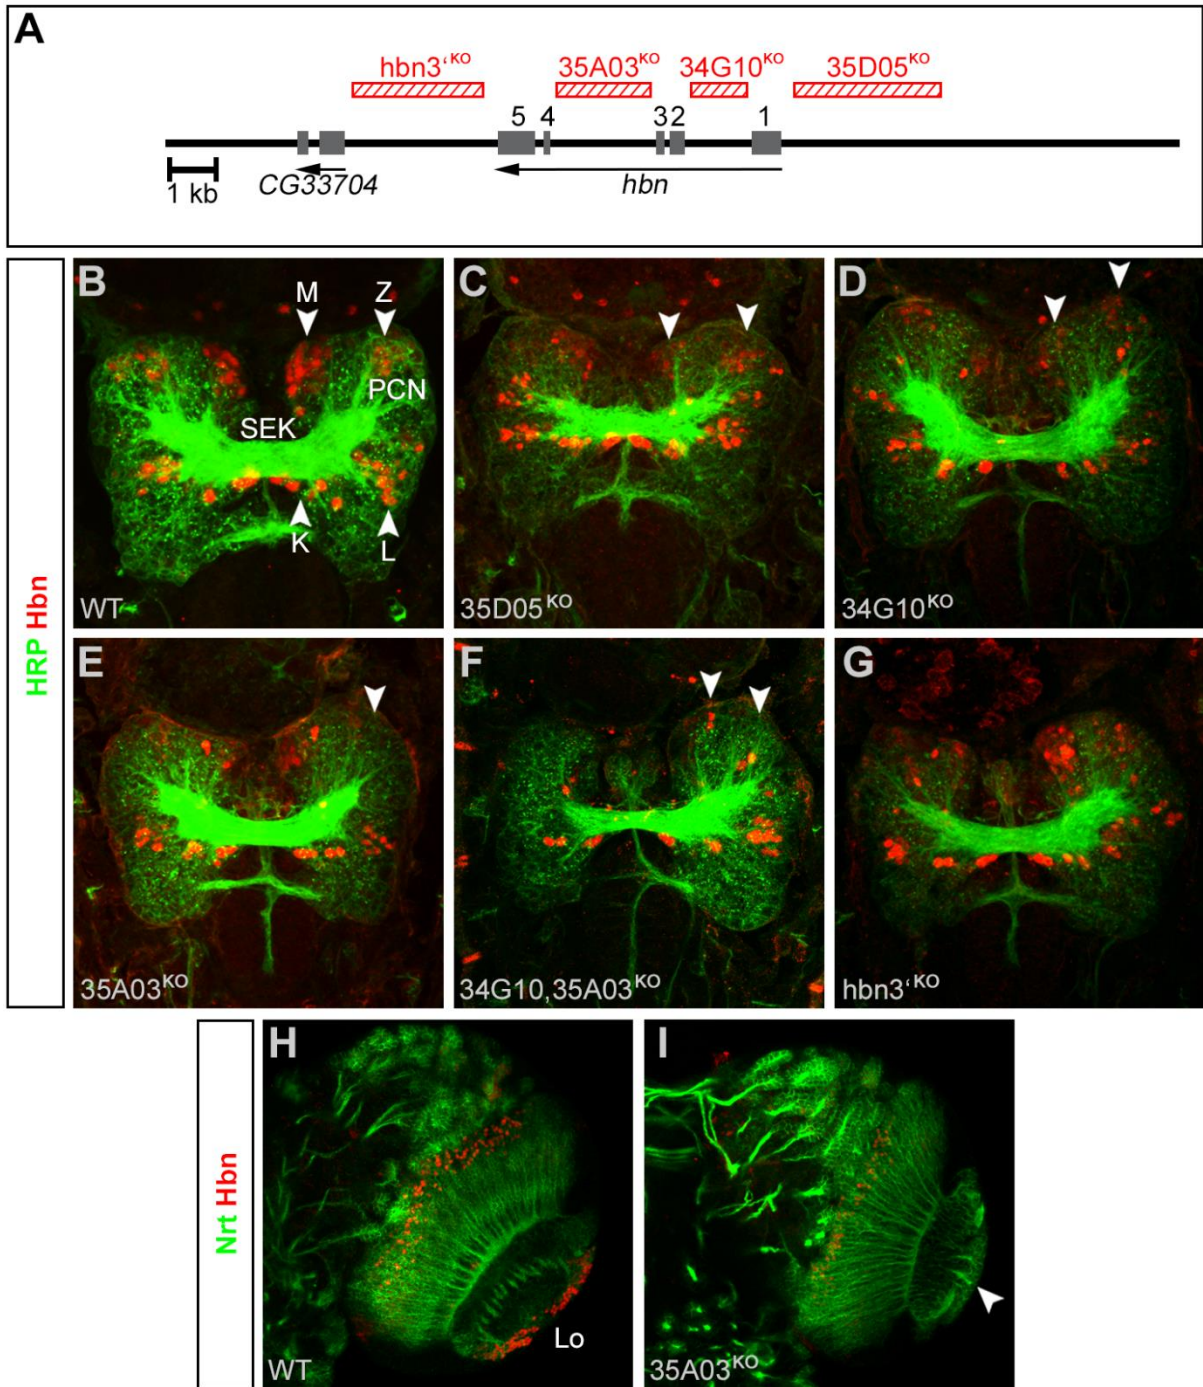 A
hbn3‘KO 35A03KO 34G10KO 35D05KO
5 4 3 2 1
1 kb CG33704 hbn
HRP Hbn
B M Z PCN SEK K L WT
C 35D05KO
D 34G10KO
E 35A03KO
F 34G10,35A03KO
G hbn3‘KO
Nrt Hbn
H Lo WT
I 35A03KO